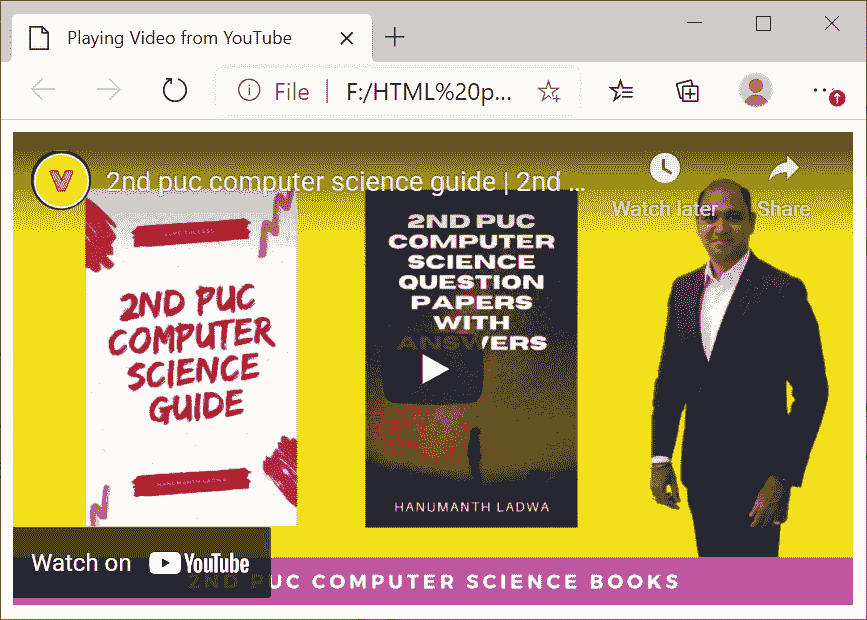 Playing Video from YouTube
File
F:/HTML%20p...
2nd puc computer science guide | 2nd ...
Watch later
Share
2ND PUC
COMPUTER
SCIENCE
GUIDE
HANUMANTH LADWA
2ND PUC
COMPUTER
SCIENCE
QUESTION
PAPERS
WITH
ANSWERS
HANUMANTH LADWA
Watch on YouTube
2ND PUC COMPUTER SCIENCE BOOKS